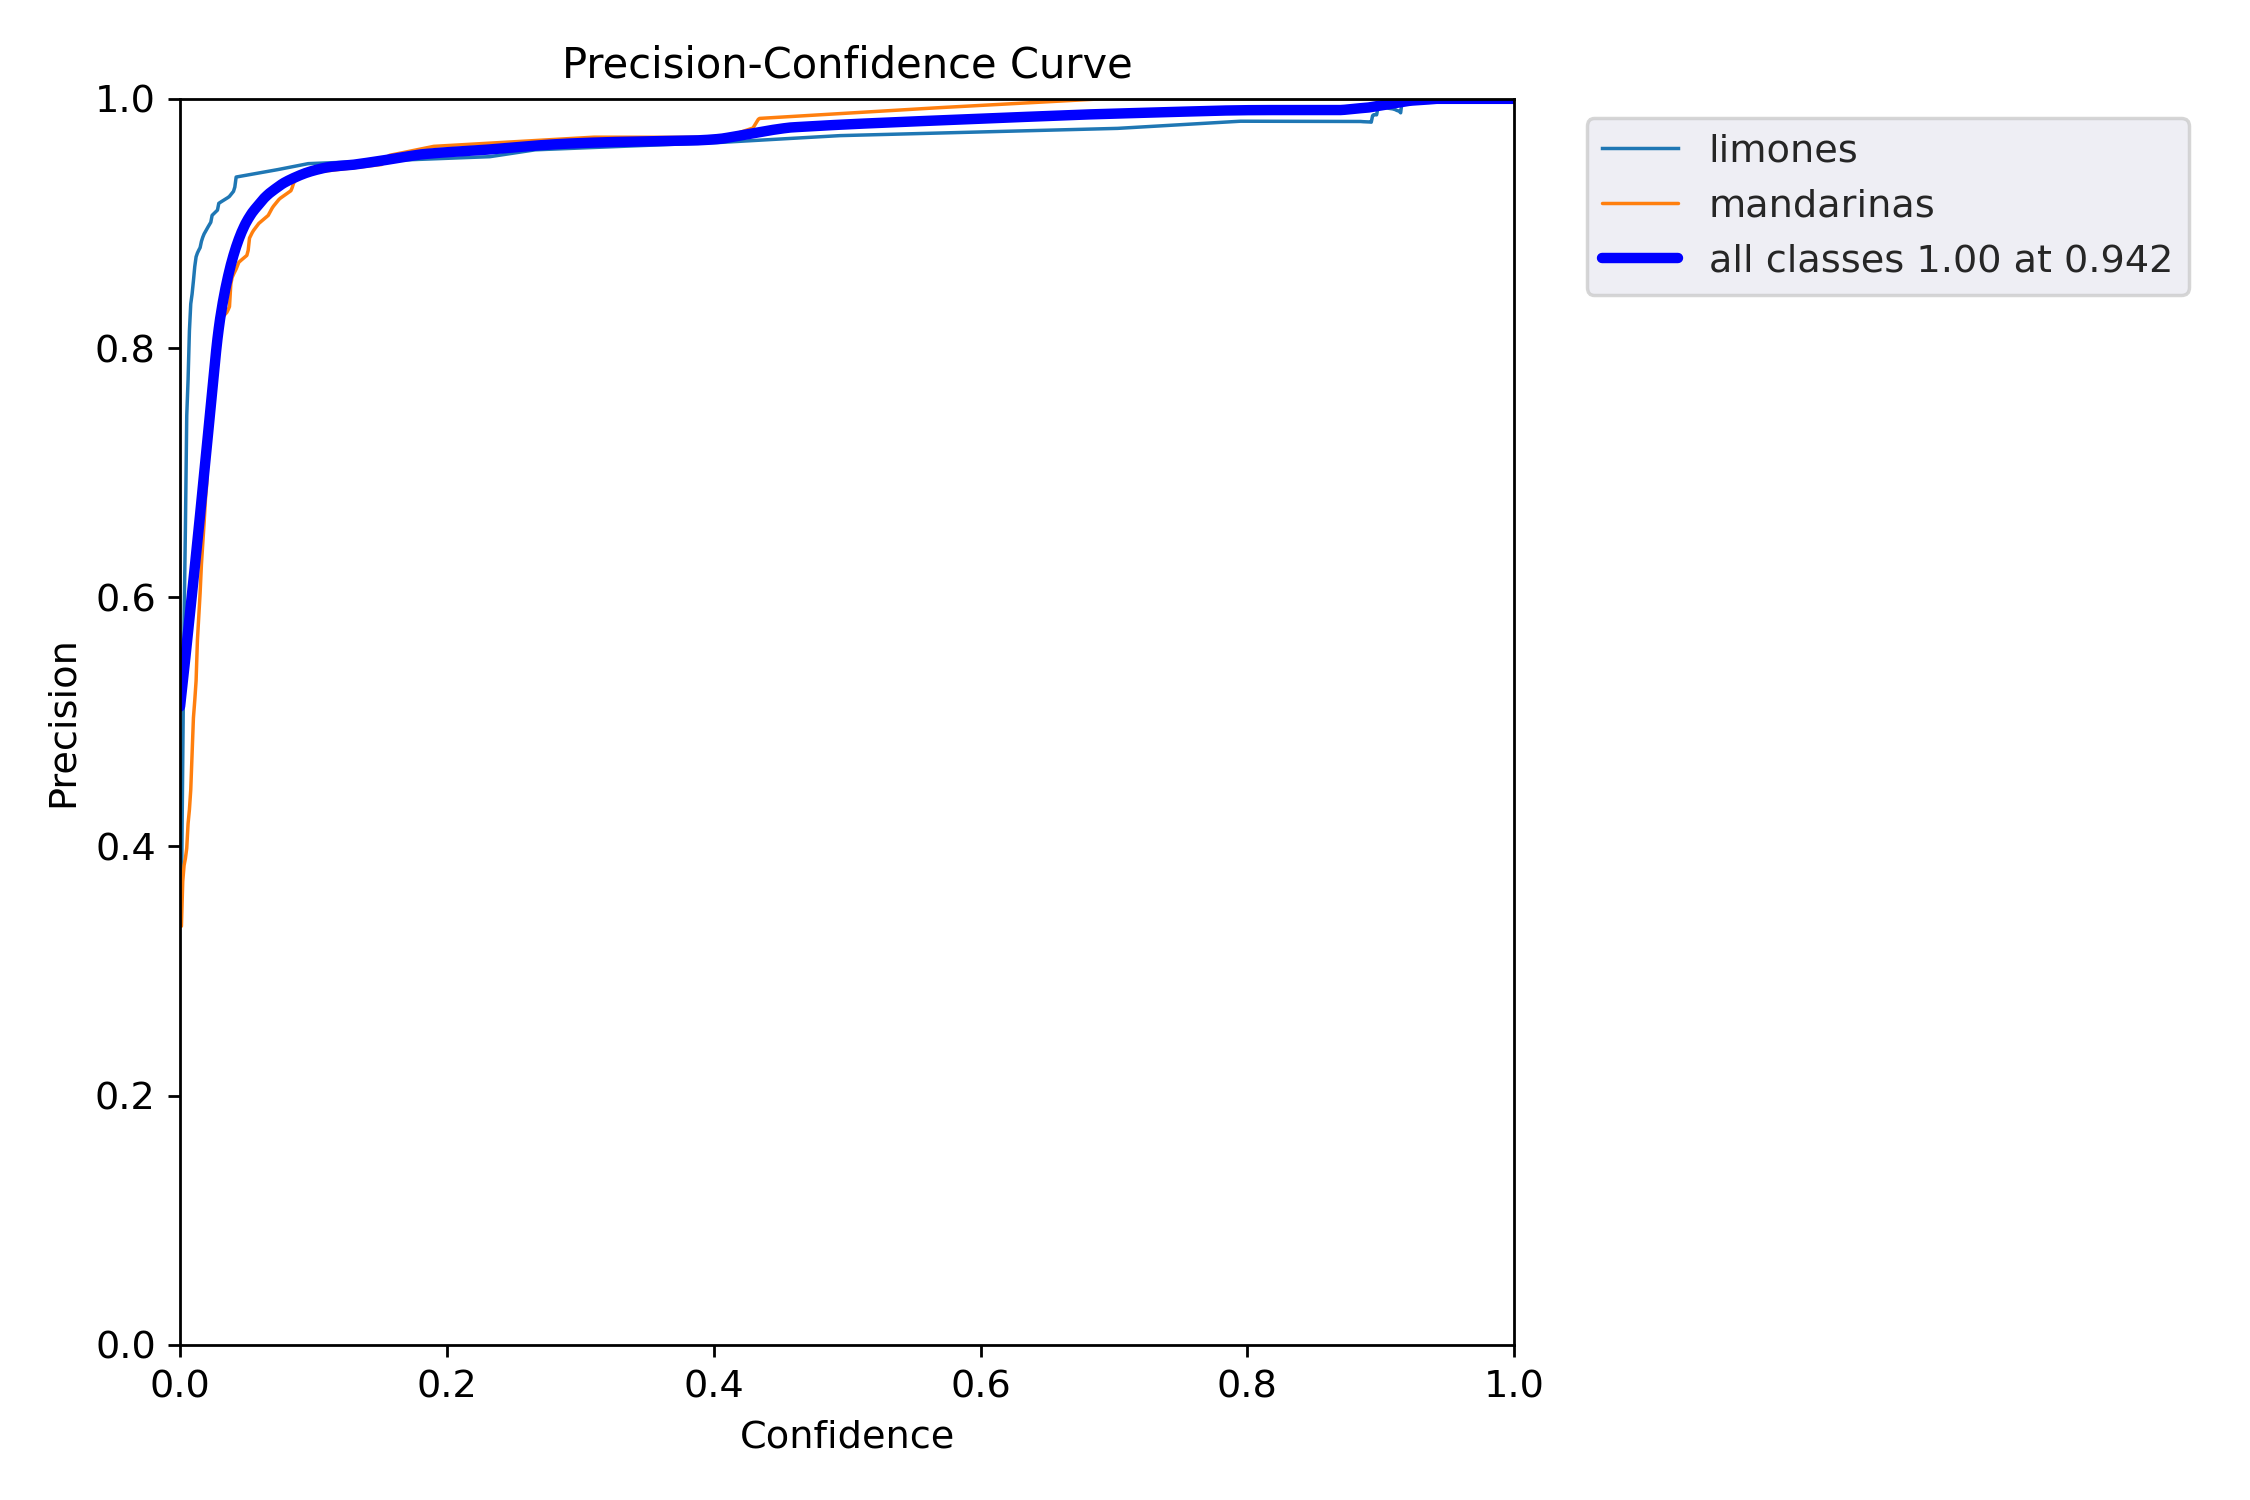 Precision-Confidence Curve
1.0
0.8
0.6
0.4
0.2
0.0
Precision
0.0 0.2 0.4 0.6 0.8 1.0
Confidence
limones
mandarinas
all classes 1.00 at 0.942